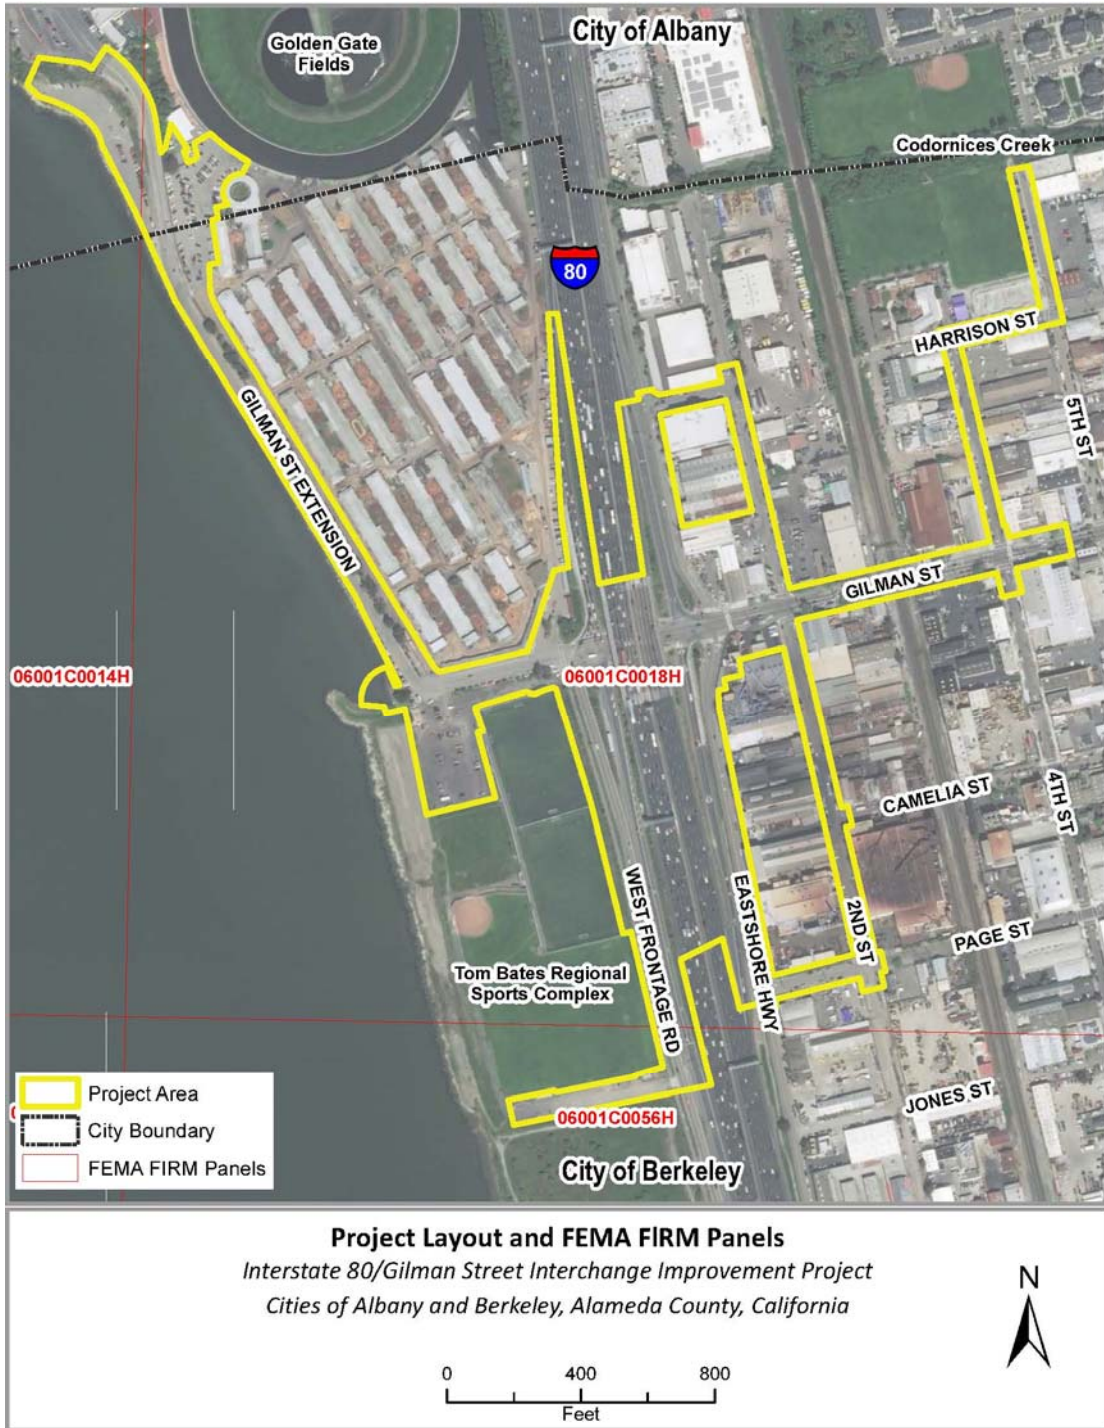 City of Albany
Golden Gate
Fields
Codornices Creek
80
HARRISON ST
5TH ST
GILMAN ST EXTENSION
GILMAN ST
06001C0014H
06001C0018H
CAMELIA ST
4TH ST
WEST FRONTAGE RD
EASTSHORE HWY
2ND ST
PAGE ST
Tom Bates Regional
Sports Complex
JONES ST
06001C0056H
City of Berkeley
Project Area
City Boundary
FEMA FIRM Panels
Project Layout and FEMA FIRM Panels
Interstate 80/Gilman Street Interchange Improvement Project
Cities of Albany and Berkeley, Alameda County, California
N
0 400 800
Feet